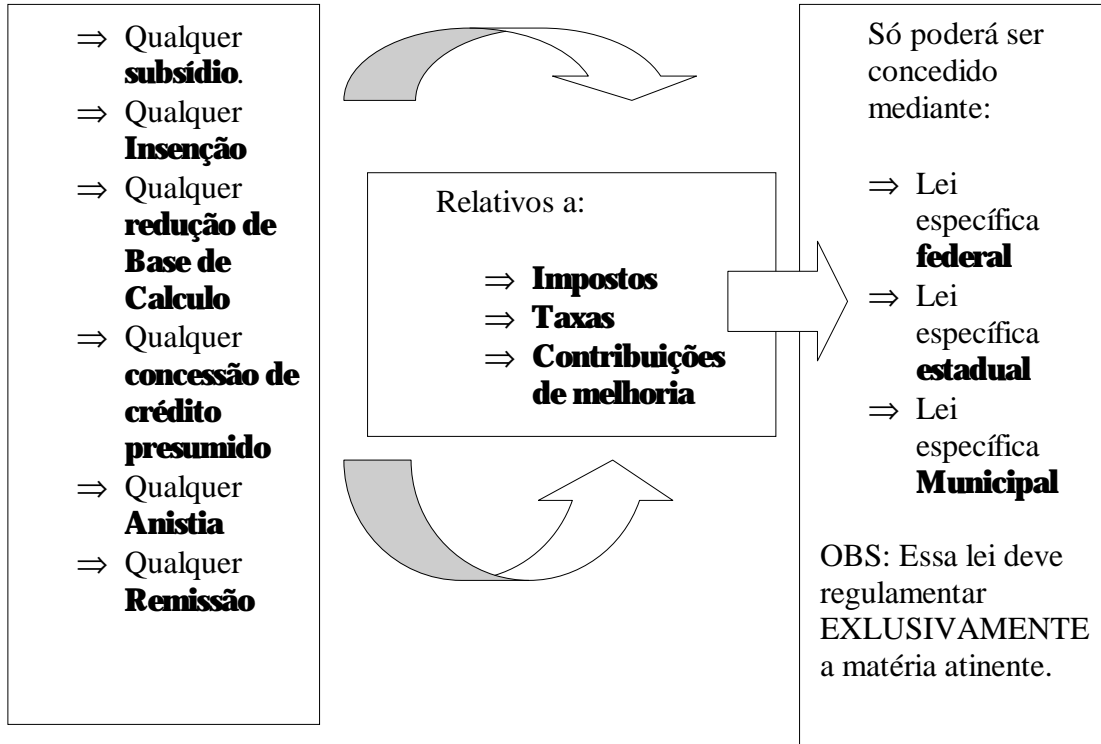 ⇒ Qualquer
subsídio.
⇒ Qualquer
Insenção
⇒ Qualquer
redução de
Base de
Calculo
⇒ Qualquer
concessão de
crédito
presumido
⇒ Qualquer
Anistia
⇒ Qualquer
Remissão
Relativos a:
⇒ Impostos
⇒ Taxas
⇒ Contribuições
de melhoria
Só poderá ser
concedido
mediante:
⇒ Lei
específica
federal
⇒ Lei
específica
estadual
⇒ Lei
específica
Municipal
OBS: Essa lei deve
regulamentar
EXLUSIVAMENTE
a matéria atinente.